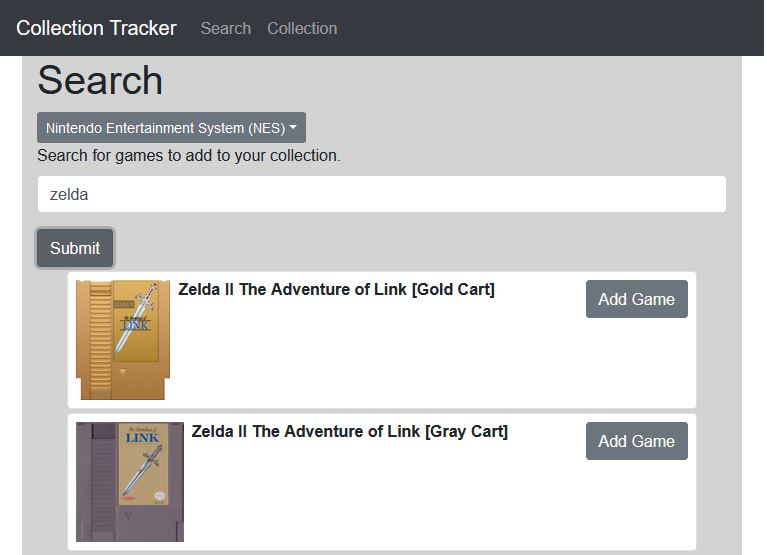 Collection Tracker Search Collection
Search
Nintendo Entertainment System (NES)
Search for games to add to your collection.
zelda
Submit
Zelda II The Adventure of Link [Gold Cart]
Add Game
LINK
Zelda II The Adventure of Link [Gray Cart]
Add Game
LINK